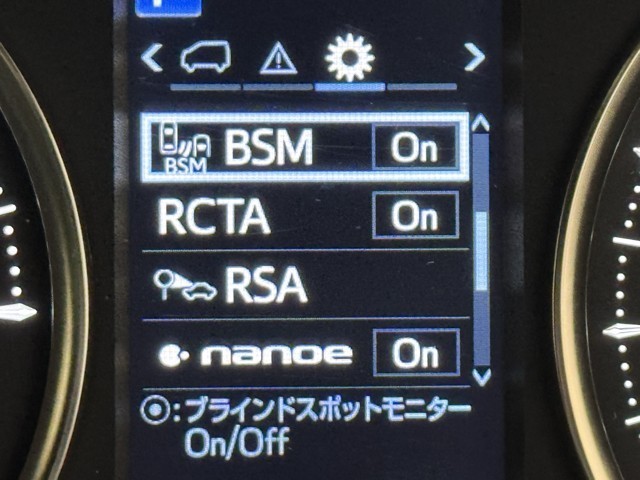 BSM BSM On
RCTA On
RSA
nanoe On
:ブラインドスポットモニター
On/Off